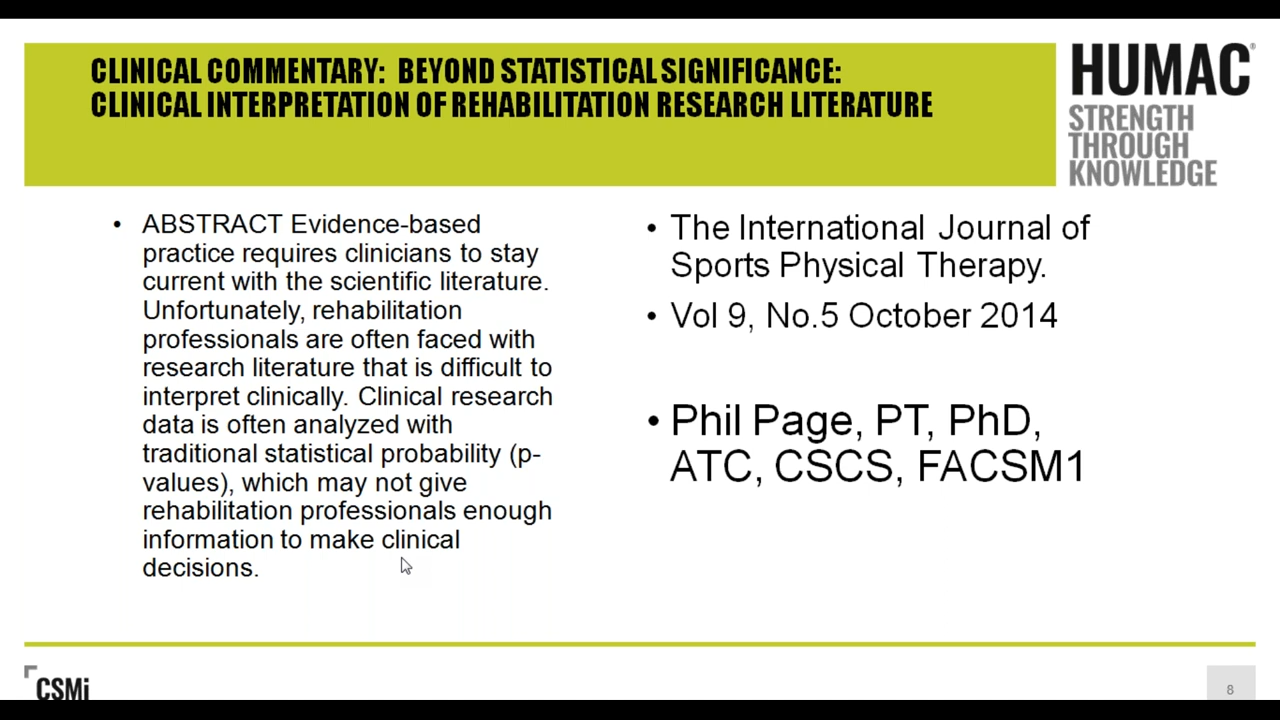 CLINICAL COMMENTARY: BEYOND STATISTICAL SIGNIFICANCE:
CLINICAL INTERPRETATION OF REHABILITATION RESEARCH LITERATURE
HUMAC®
STRENGTH
THROUGH
KNOWLEDGE
• ABSTRACT Evidence-based
practice requires clinicians to stay
current with the scientific literature.
Unfortunately, rehabilitation
professionals are often faced with
research literature that is difficult to
interpret clinically. Clinical research
data is often analyzed with
traditional statistical probability (p-
values), which may not give
rehabilitation professionals enough
information to make clinical
decisions.
• The International Journal of
Sports Physical Therapy.
• Vol 9, No.5 October 2014
• Phil Page, PT, PhD,
ATC, CSCS, FACSM1
CSMi
8